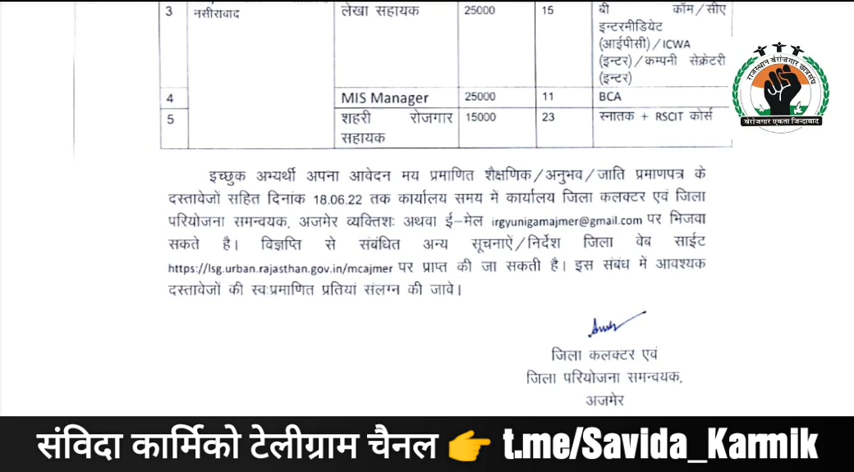 3 नसीराबाद लेखा सहायक 25000 15 बी कॉम/सीए
इन्टरमीडियेट
(आईपीसी)/ICWA
(इन्टर)/कम्पनी सेक्रेटरी
(इन्टर)
4 MIS Manager 25000 11 BCA
5 शहरी रोजगार 15000 23 स्नातक + RSCIT कोर्स
सहायक
राजस्थान बेरोजगार छात्रसंघ
बेरोजगार एकता जिन्दाबाद
इच्छुक अभ्यर्थी अपना आवेदन मय प्रमाणित शैक्षणिक/अनुभव/जाति प्रमाणपत्र के
दस्तावेजों सहित दिनांक 18.06.22 तक कार्यालय समय में कार्यालय जिला कलक्टर एवं जिला
परियोजना समन्वयक, अजमेर व्यक्तिशः अथवा ई-मेल irgyunigamajmer@gmail.com पर भिजवा
सकते है। विज्ञप्ति से संबंधित अन्य सूचनाऐं/निर्देश जिला वेब साईट
https://lsg.urban.rajasthan.gov.in/mcajmer पर प्राप्त की जा सकती है। इस संबंध मे आवश्यक
दस्तावेजों की स्वःप्रमाणित प्रतियां संलग्न की जावे।
जिला कलक्टर एवं
जिला परियोजना समन्वयक,
अजमेर
संविदा कार्मिको टेलीग्राम चैनल 👉 t.me/Savida_Karmik